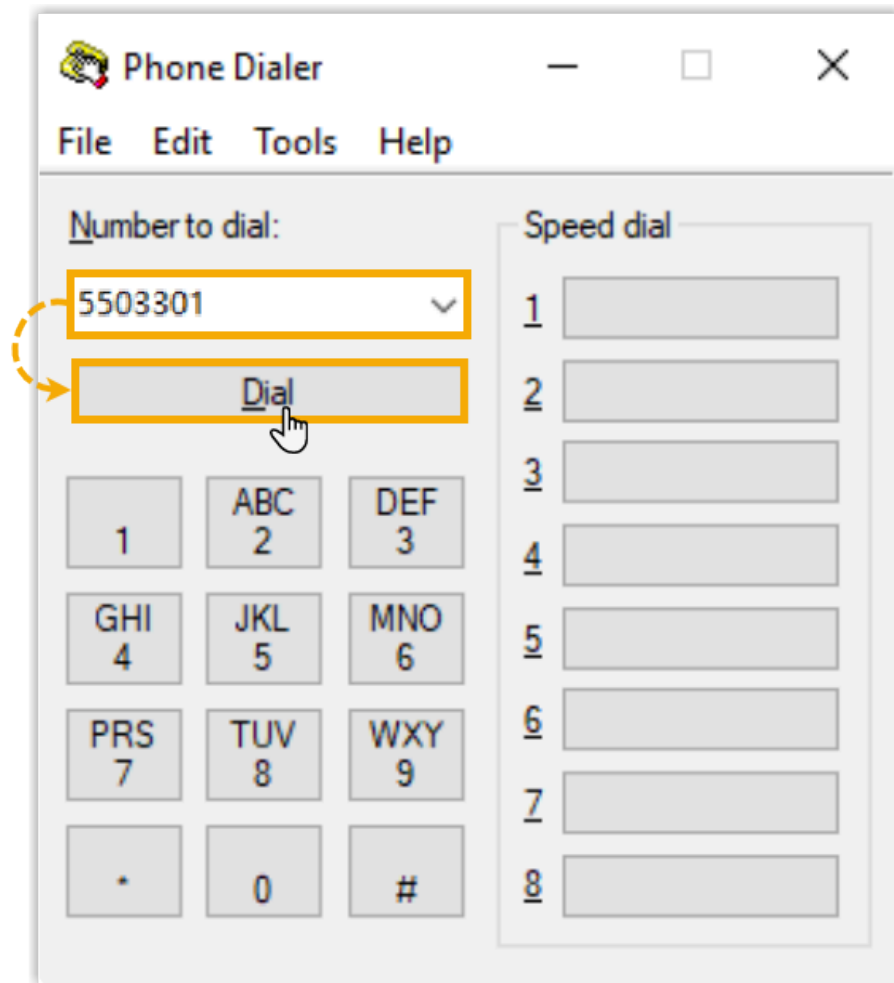 Phone Dialer
File Edit Tools Help
Number to dial:
5503301
Dial
1
ABC
2
DEF
3
GHI
4
JKL
5
MNO
6
PRS
7
TUV
8
WXY
9
*
0
#
Speed dial
1
2
3
4
5
6
7
8